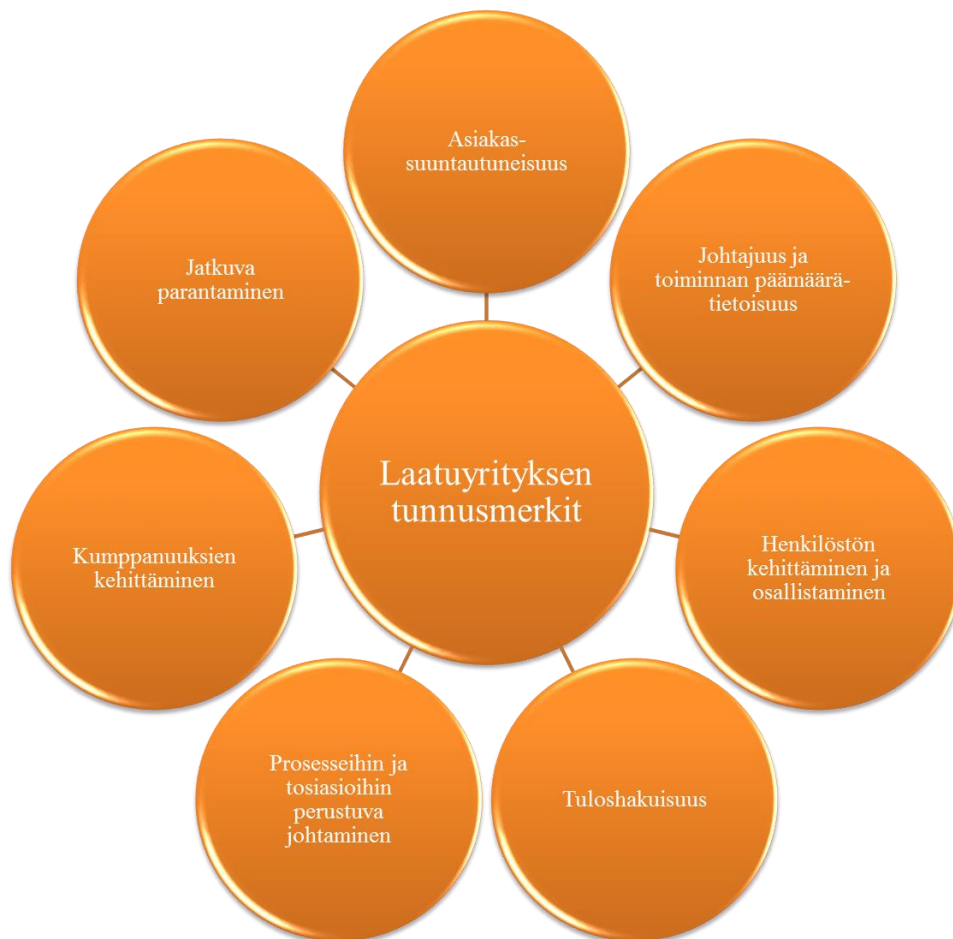 Asiakas-
suuntautuneisuus
Johtajuus ja
toiminnan päämäärä-
tietoisuus
Henkilöstön
kehittäminen ja
osallistaminen
Tuloshakuisuus
Prosesseihin ja
tosiasioihin
perustuva
johtaminen
Kumppanuuksien
kehittäminen
Jatkuva
parantaminen
Laatuyrityksen
tunnusmerkit